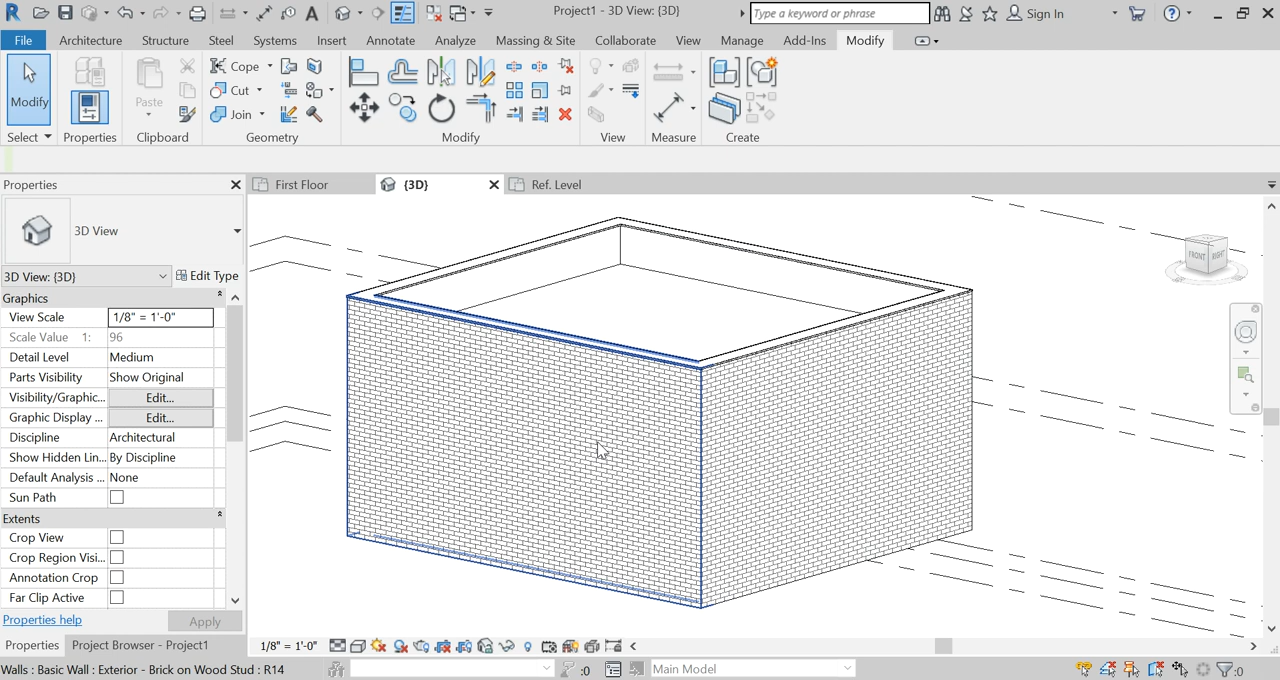 Project1 - 3D View: {3D}
Type a keyword or phrase
Sign In
File Architecture Structure Steel Systems Insert Annotate Analyze Massing & Site Collaborate View Manage Add-Ins Modify
Modify
Paste
Cope
Cut
Join
Select Properties Clipboard Geometry Modify View Measure Create
Properties
First Floor {3D} Ref. Level
3D View
3D View: {3D} Edit Type
Graphics
View Scale 1/8" = 1'-0"
Scale Value 1: 96
Detail Level Medium
Parts Visibility Show Original
Visibility/Graphic... Edit...
Graphic Display ... Edit...
Discipline Architectural
Show Hidden Lin... By Discipline
Default Analysis ... None
Sun Path
Extents
Crop View
Crop Region Visi...
Annotation Crop
Far Clip Active
Properties help Apply
FRONT RIGHT
Properties Project Browser - Project1
1/8" = 1'-0"
Walls : Basic Wall : Exterior - Brick on Wood Stud : R14
:0
Main Model
:0